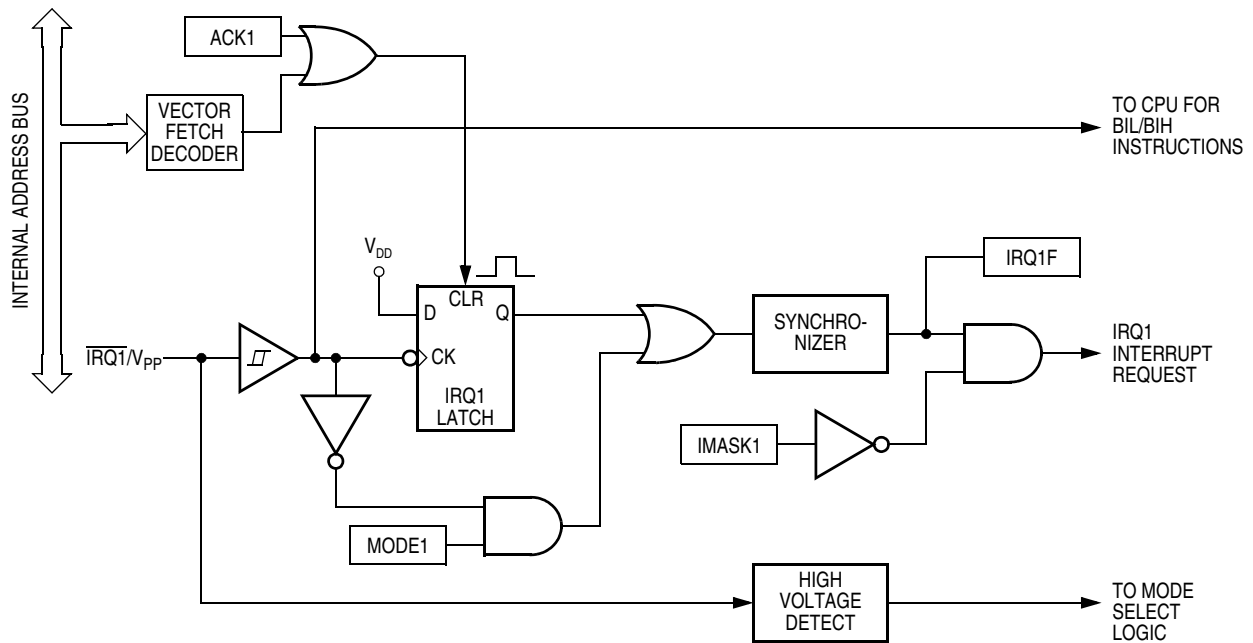 INTERNAL ADDRESS BUS
ACK1
VECTOR
FETCH
DECODER
TO CPU FOR
BIL/BIH
INSTRUCTIONS
VDD
CLR
D
Q
CK
IRQ1
LATCH
IRQ1/VPP
SYNCHRO-
NIZER
IRQ1F
IRQ1
INTERRUPT
REQUEST
IMASK1
MODE1
HIGH
VOLTAGE
DETECT
TO MODE
SELECT
LOGIC